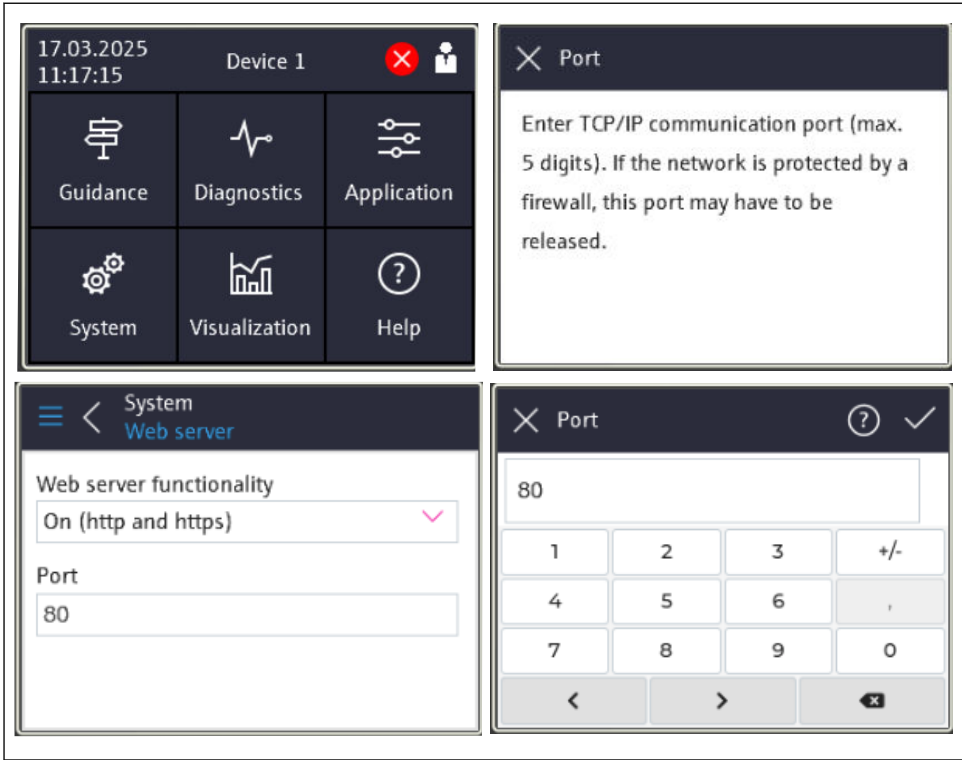 17.03.2025
11:17:15
Device 1
Guidance
Diagnostics
Application
System
Visualization
? Help
Port
Enter TCP/IP communication port (max.
5 digits). If the network is protected by a
firewall, this port may have to be
released.
System
Web server
Web server functionality
On (http and https)
Port
80
Port
?
80
1 2 3 +/-
4 5 6 ,
7 8 9 0
< >